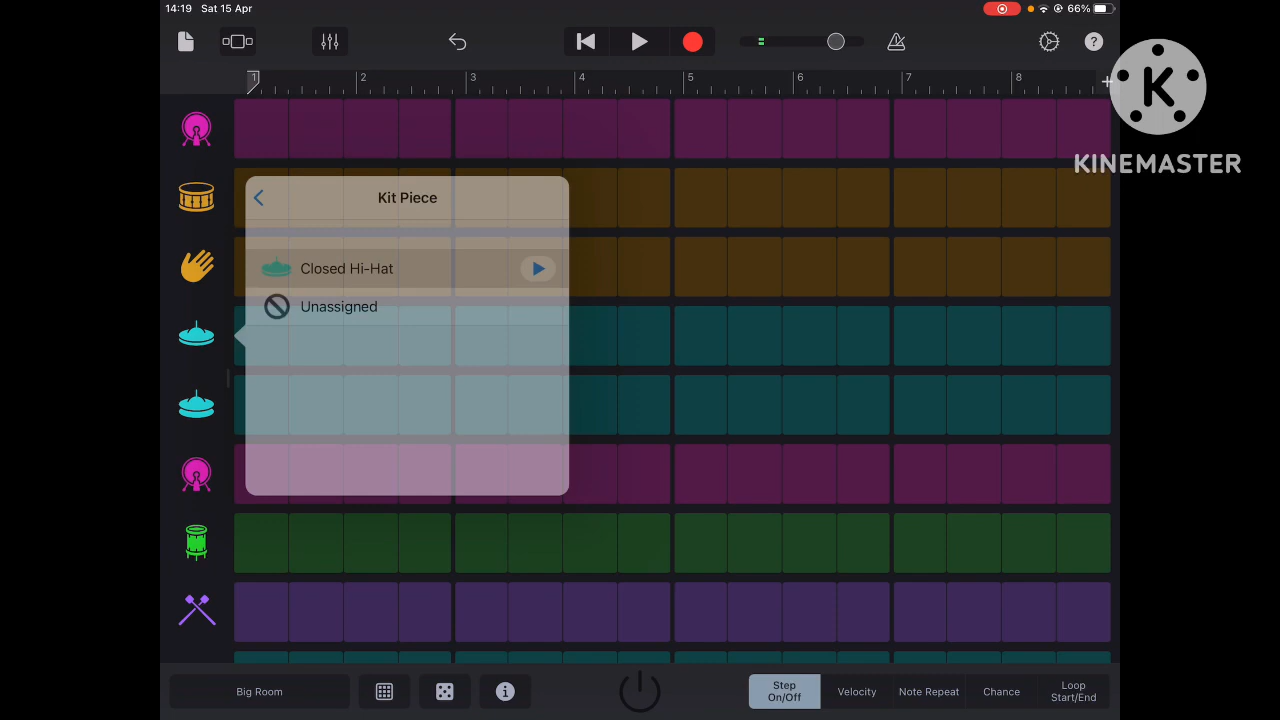 14:19 Sat 15 Apr
66%
1 2 3 4 5 6 7 8
K
KINEMASTER
Kit Piece
Closed Hi-Hat
Unassigned
Big Room
Step On/Off
Velocity
Note Repeat
Chance
Loop Start/End